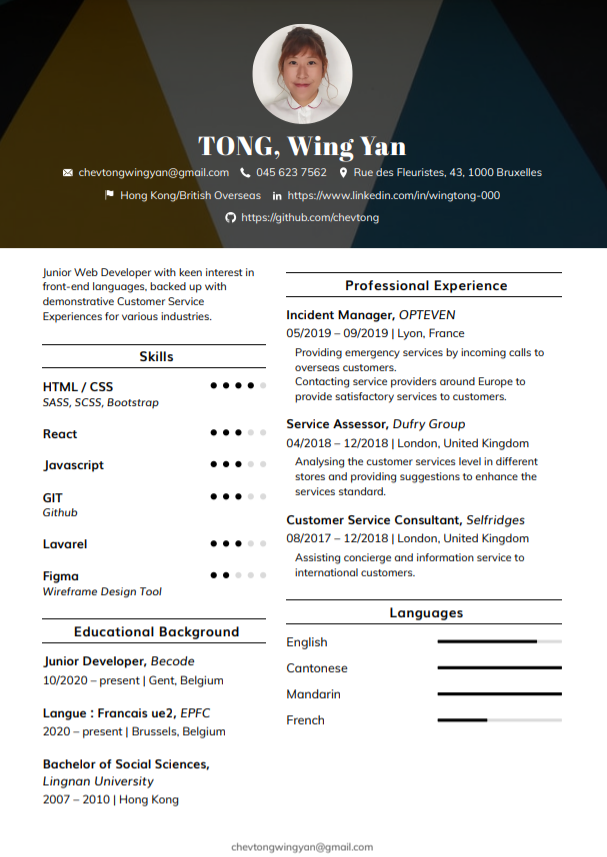 TONG, Wing Yan
chevtongwingyan@gmail.com 045 623 7562 Rue des Fleuristes, 43, 1000 Bruxelles
Hong Kong/British Overseas https://www.linkedin.com/in/wingtong-000
https://github.com/chevtong
Junior Web Developer with keen interest in
front-end languages, backed up with
demonstrative Customer Service
Experiences for various industries.
Skills
HTML / CSS
SASS, SCSS, Bootstrap
React
Javascript
GIT
Github
Lavarel
Figma
Wireframe Design Tool
Educational Background
Junior Developer, Becode
10/2020 – present | Gent, Belgium
Langue : Francais ue2, EPFC
2020 – present | Brussels, Belgium
Bachelor of Social Sciences,
Lingnan University
2007 – 2010 | Hong Kong
Professional Experience
Incident Manager, OPTEVEN
05/2019 – 09/2019 | Lyon, France
Providing emergency services by incoming calls to
overseas customers.
Contacting service providers around Europe to
provide satisfactory services to customers.
Service Assessor, Dufry Group
04/2018 – 12/2018 | London, United Kingdom
Analysing the customer services level in different
stores and providing suggestions to enhance the
services standard.
Customer Service Consultant, Selfridges
08/2017 – 12/2018 | London, United Kingdom
Assisting concierge and information service to
international customers.
Languages
English
Cantonese
Mandarin
French
chevtongwingyan@gmail.com